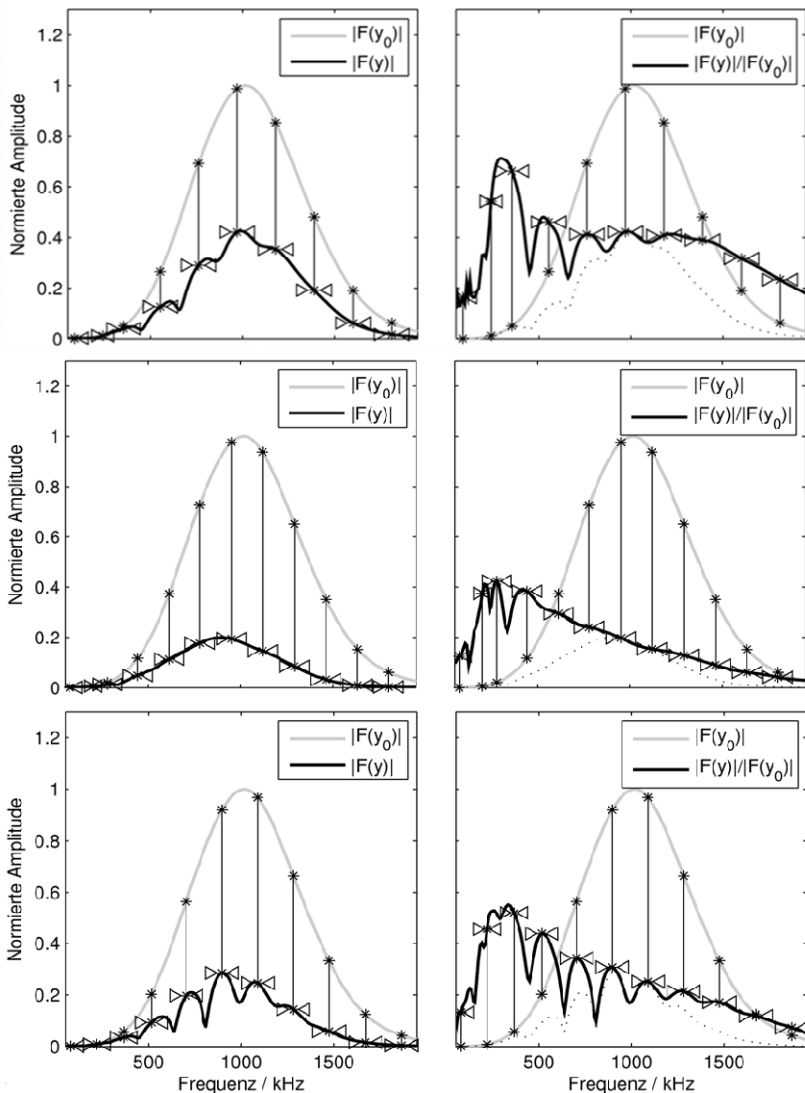 1.2
1
0.8
0.6
0.4
0.2
0
Normierte Amplitude
|F(y₀)|
|F(y)|
|F(y₀)|
|F(y)|/|F(y₀)|
1.2
1
0.8
0.6
0.4
0.2
0
Normierte Amplitude
|F(y₀)|
|F(y)|
|F(y₀)|
|F(y)|/|F(y₀)|
1.2
1
0.8
0.6
0.4
0.2
0
Normierte Amplitude
|F(y₀)|
|F(y)|
|F(y₀)|
|F(y)|/|F(y₀)|
500 1000 1500
500 1000 1500
Frequenz / kHz
Frequenz / kHz